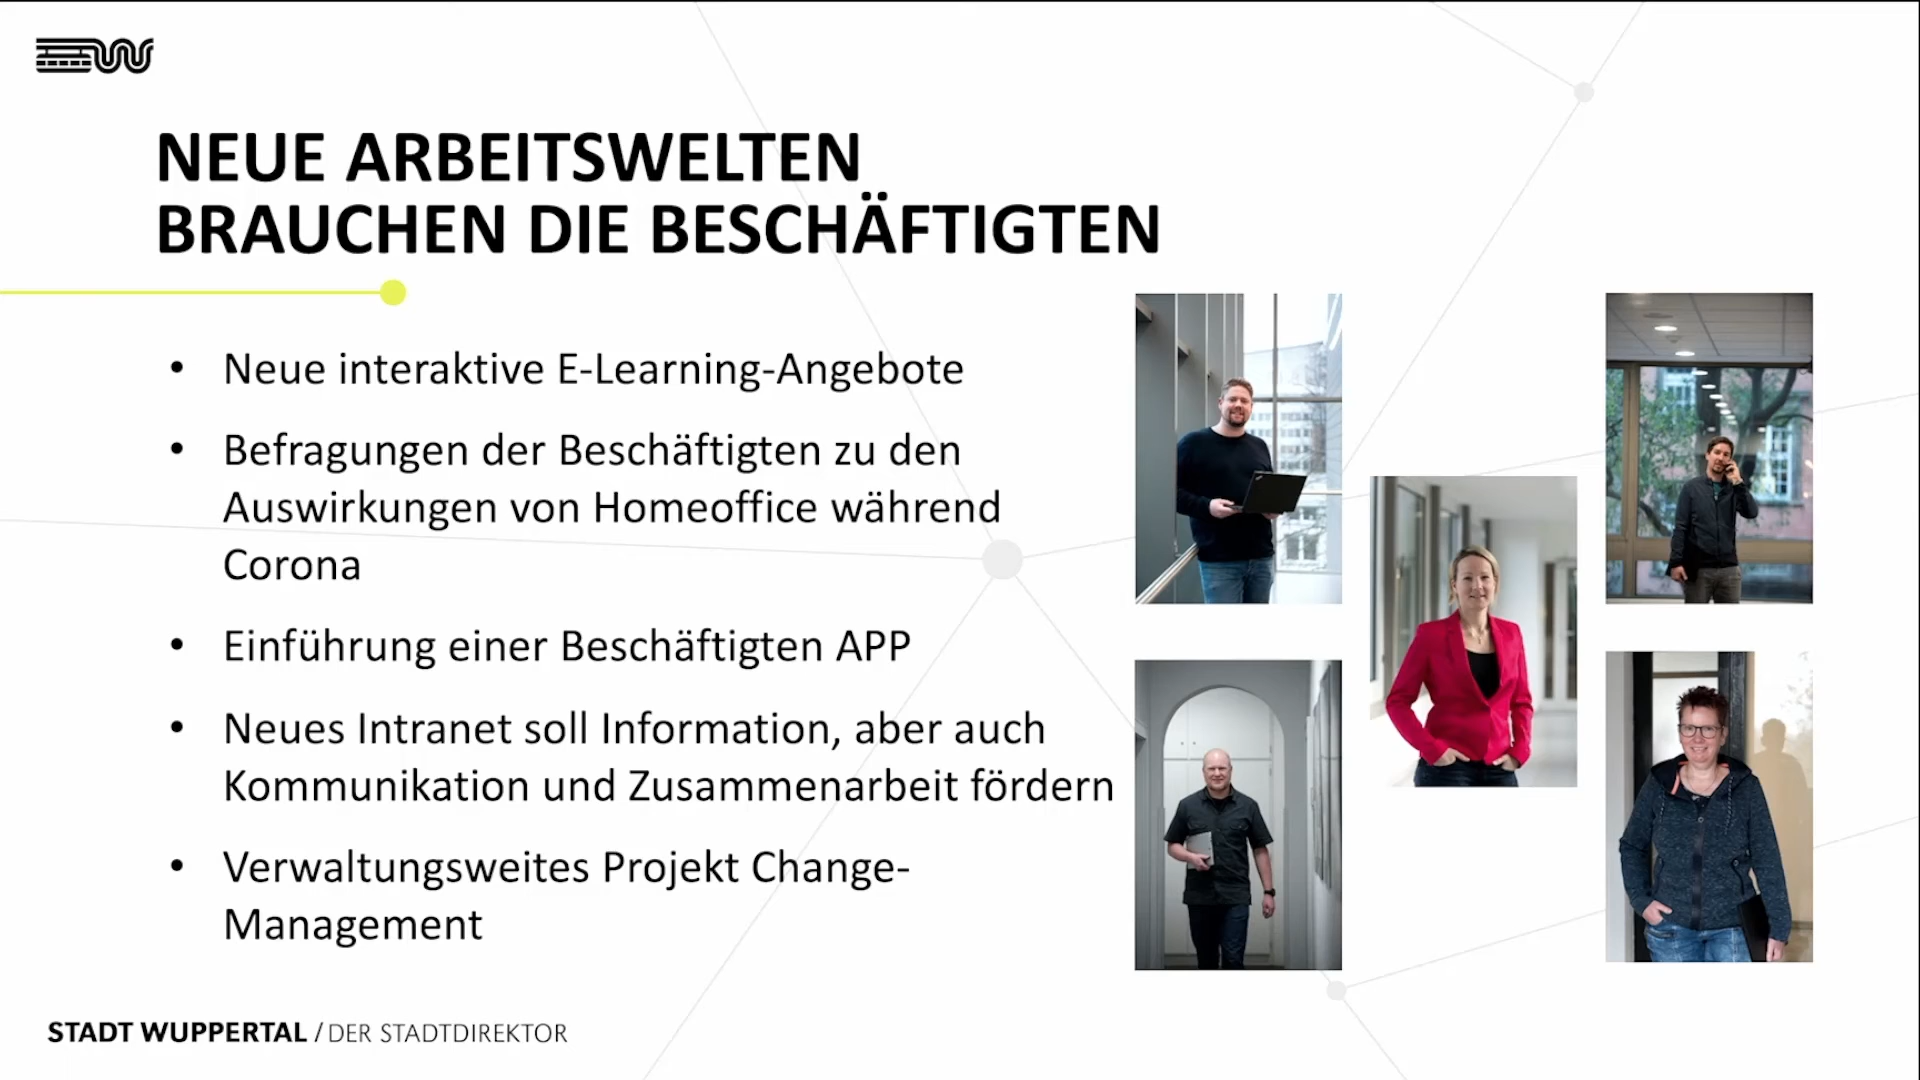 NEUE ARBEITSWELTEN
BRAUCHEN DIE BESCHÄFTIGTEN
• Neue interaktive E-Learning-Angebote
• Befragungen der Beschäftigten zu den
Auswirkungen von Homeoffice während
Corona
• Einführung einer Beschäftigten APP
• Neues Intranet soll Information, aber auch
Kommunikation und Zusammenarbeit fördern
• Verwaltungsweites Projekt Change-
Management
STADT WUPPERTAL / DER STADTDIREKTOR